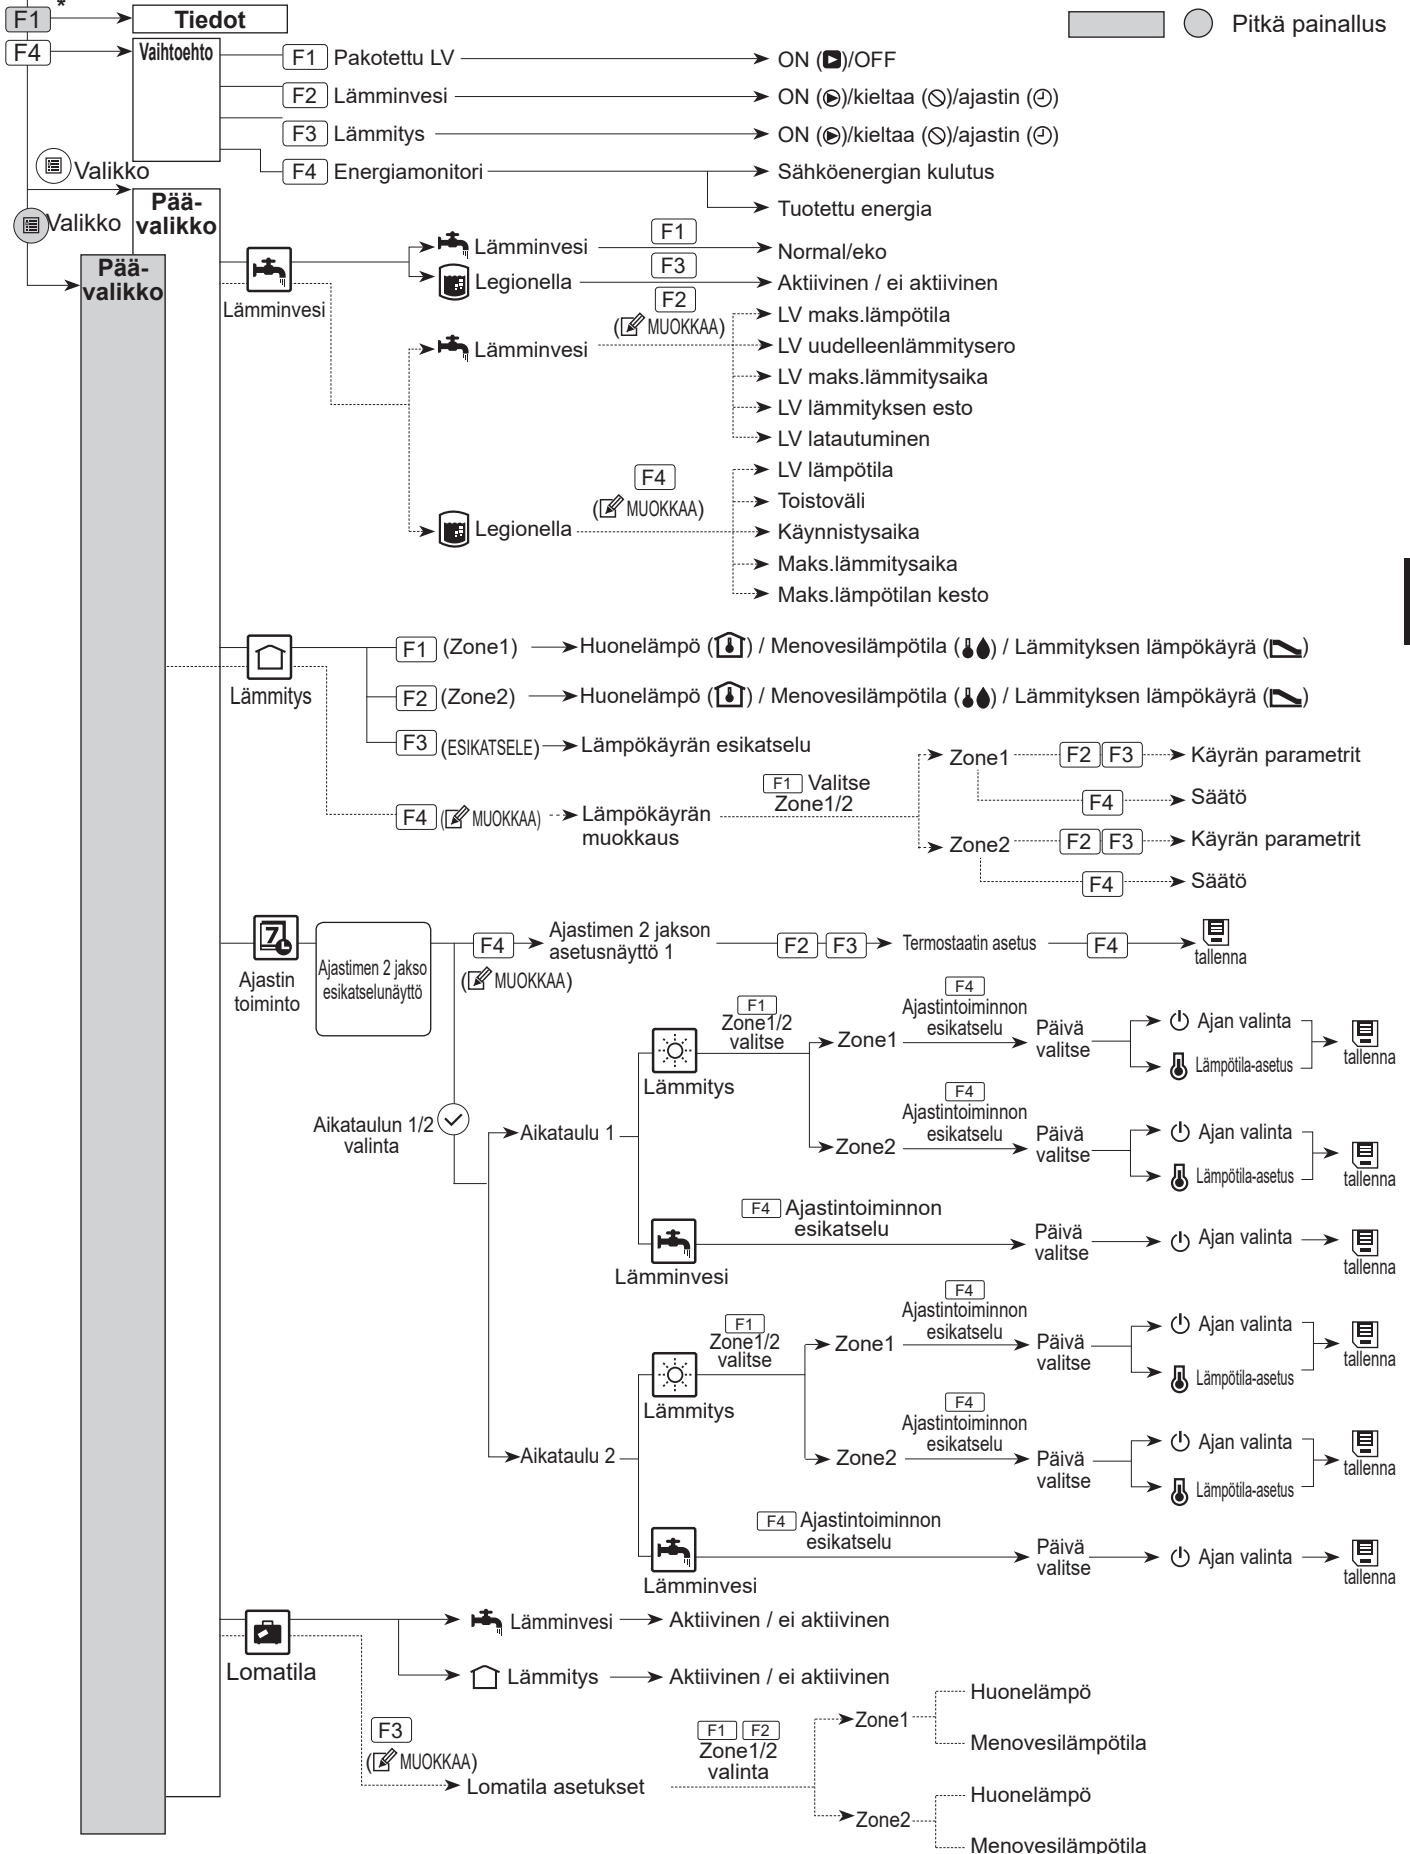 F1 * Tiedot
Pitkä painallus
F4 Vaihtoehto
F1 Pakotettu LV ON ()/OFF
F2 Lämminvesi ON ()/kieltaa ()/ajastin ()
F3 Lämmitys ON ()/kieltaa ()/ajastin ()
F4 Energiamonitori Sähköenergian kulutus
Tuotettu energia
Valikko
Pää-
valikko
Valikko
Pää-
valikko
Lämminvesi
Lämminvesi F1 Normal/eko
Legionella F3 Aktiivinen / ei aktiivinen
F2
( MUOKKAA)
Lämminvesi
LV maks.lämpötila
LV uudelleenlämmitysero
LV maks.lämmitysaika
LV lämmityksen esto
LV latautuminen
F4
( MUOKKAA)
Legionella
LV lämpötila
Toistoväli
Käynnistysaika
Maks.lämmitysaika
Maks.lämpötilan kesto
Lämmitys
F1 (Zone1) Huonelämpö () / Menovesilämpötila () / Lämmityksen lämpökäyrä ()
F2 (Zone2) Huonelämpö () / Menovesilämpötila () / Lämmityksen lämpökäyrä ()
F3 (ESIKATSELE) Lämpökäyrän esikatselu
F4 ( MUOKKAA) Lämpökäyrän
muokkaus
F1 Valitse
Zone1/2
Zone1 F2 F3 Käyrän parametrit
F4 Säätö
Zone2 F2 F3 Käyrän parametrit
F4 Säätö
7
Ajastin
toiminto
Ajastimen 2 jakso
esikatselunäyttö
F4
( MUOKKAA)
Ajastimen 2 jakson
asetusnäyttö 1
F2 F3 Termostaatin asetus F4 tallenna
Aikataulun 1/2
valinta
Aikataulu 1
Lämmitys
F1
Zone1/2
valitse
Zone1
F4
Ajastintoiminnon
esikatselu
Päivä
valitse
Ajan valinta
Lämpötila-asetus
tallenna
Zone2
F4
Ajastintoiminnon
esikatselu
Päivä
valitse
Ajan valinta
Lämpötila-asetus
tallenna
Lämminvesi
F4 Ajastintoiminnon
esikatselu
Päivä
valitse
Ajan valinta
tallenna
Aikataulu 2
Lämmitys
F1
Zone1/2
valitse
Zone1
F4
Ajastintoiminnon
esikatselu
Päivä
valitse
Ajan valinta
Lämpötila-asetus
tallenna
Zone2
F4
Ajastintoiminnon
esikatselu
Päivä
valitse
Ajan valinta
Lämpötila-asetus
tallenna
Lämminvesi
F4 Ajastintoiminnon
esikatselu
Päivä
valitse
Ajan valinta
tallenna
Lomatila
Lämminvesi Aktiivinen / ei aktiivinen
Lämmitys Aktiivinen / ei aktiivinen
F3
( MUOKKAA)
Lomatila asetukset
F1 F2
Zone1/2
valinta
Zone1
Huonelämpö
Menovesilämpötila
Zone2
Huonelämpö
Menovesilämpötila